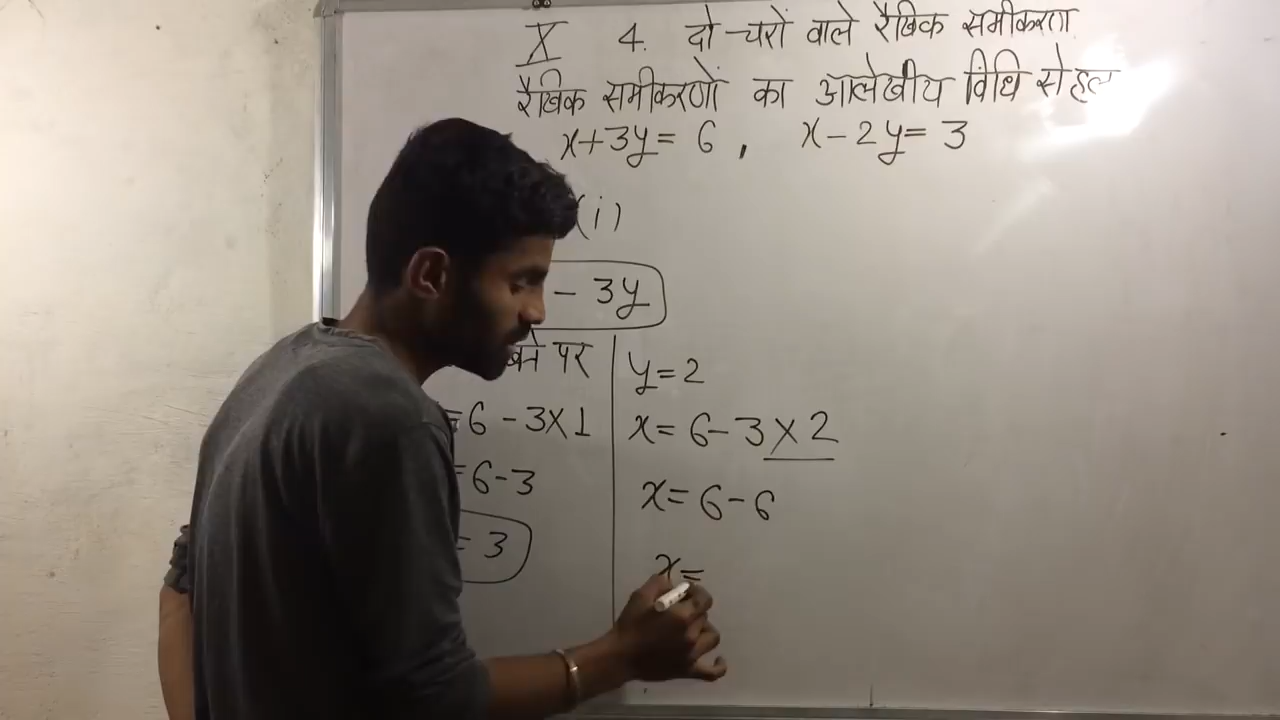 X 4. दो चरों वाले रैखिक समीकरण
रैखिक समीकरणों का आलेखीय विधि से हल
x+3y= 6 , x-2y= 3
(i)
- 3y
पर
=6-3x1
=6-3
= 3
y=2
x= 6-3x2
x= 6-6
x=